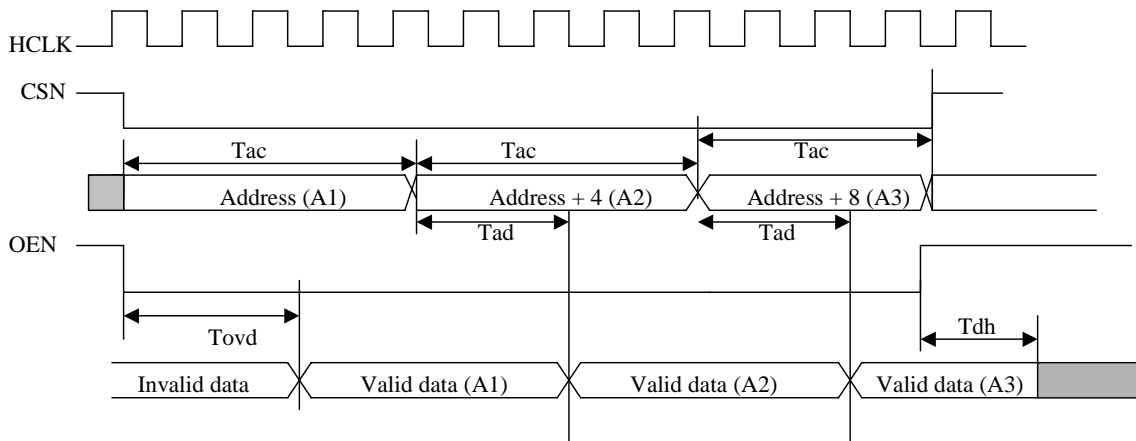 HCLK
CSN
Tac Tac Tac
Address (A1) Address + 4 (A2) Address + 8 (A3)
Tad Tad
OEN
Tovd Tdh
Invalid data Valid data (A1) Valid data (A2) Valid data (A3)